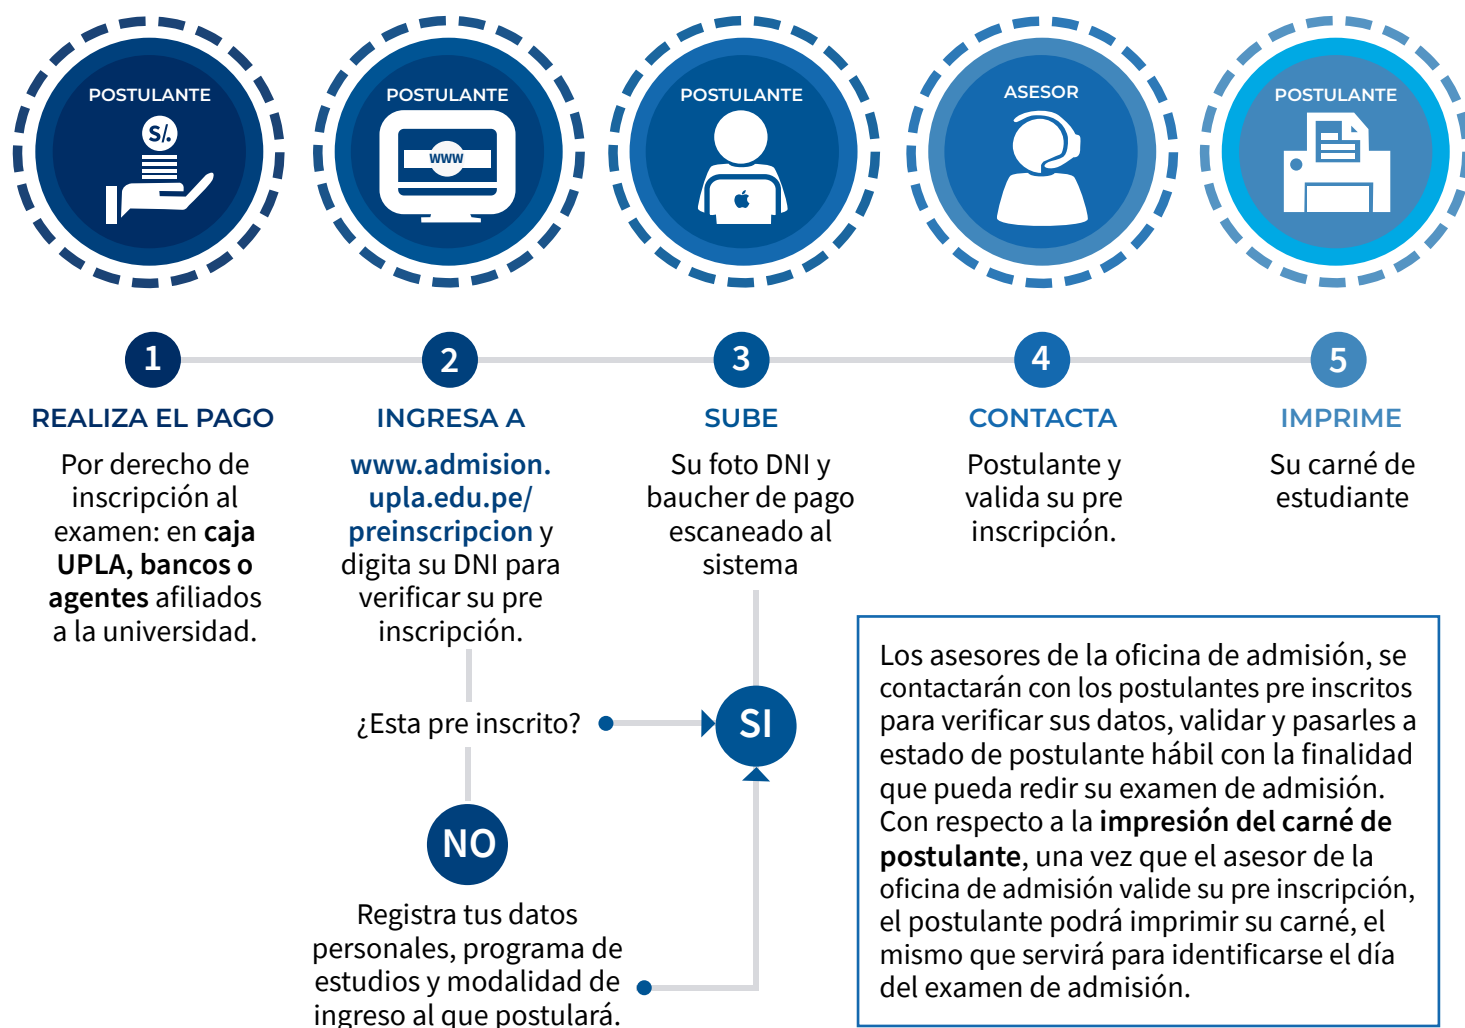 POSTULANTE
S/.
POSTULANTE
www
POSTULANTE
ASESOR
POSTULANTE
1
2
3
4
5
REALIZA EL PAGO
Por derecho de
inscripción al
examen: en caja
UPLA, bancos o
agentes afiliados
a la universidad.
INGRESA A
www.admision.
upla.edu.pe/
preinscripcion y
digita su DNI para
verificar su pre
inscripción.
SUBE
Su foto DNI y
baucher de pago
escaneado al
sistema
CONTACTA
Postulante y
valida su pre
inscripción.
IMPRIME
Su carné de
estudiante
¿Esta pre inscrito?
SI
NO
Registra tus datos
personales, programa de
estudios y modalidad de
ingreso al que postulará.
Los asesores de la oficina de admisión, se
contactarán con los postulantes pre inscritos
para verificar sus datos, validar y pasarles a
estado de postulante hábil con la finalidad
que pueda redir su examen de admisión.
Con respecto a la impresión del carné de
postulante, una vez que el asesor de la
oficina de admisión valide su pre inscripción,
el postulante podrá imprimir su carné, el
mismo que servirá para identificarse el día
del examen de admisión.